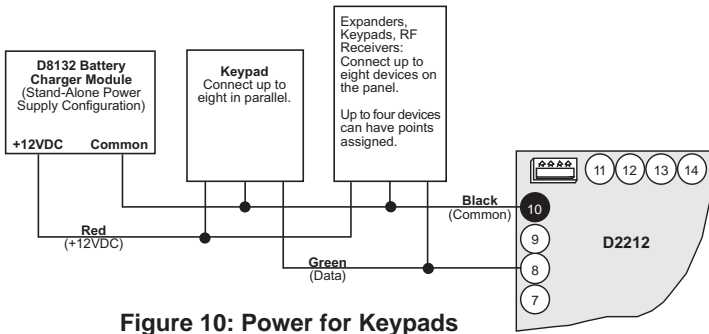 D8132 Battery
Charger Module
(Stand-Alone Power
Supply Configuration)
+12VDC Common
Keypad
Connect up to
eight in parallel.
Expanders,
Keypads, RF
Receivers:
Connect up to
eight devices on
the panel.
Up to four devices
can have points
assigned.
11 12 13 14
Black
(Common)
10
9
8
7
D2212
Red
(+12VDC)
Green
(Data)
Figure 10: Power for Keypads